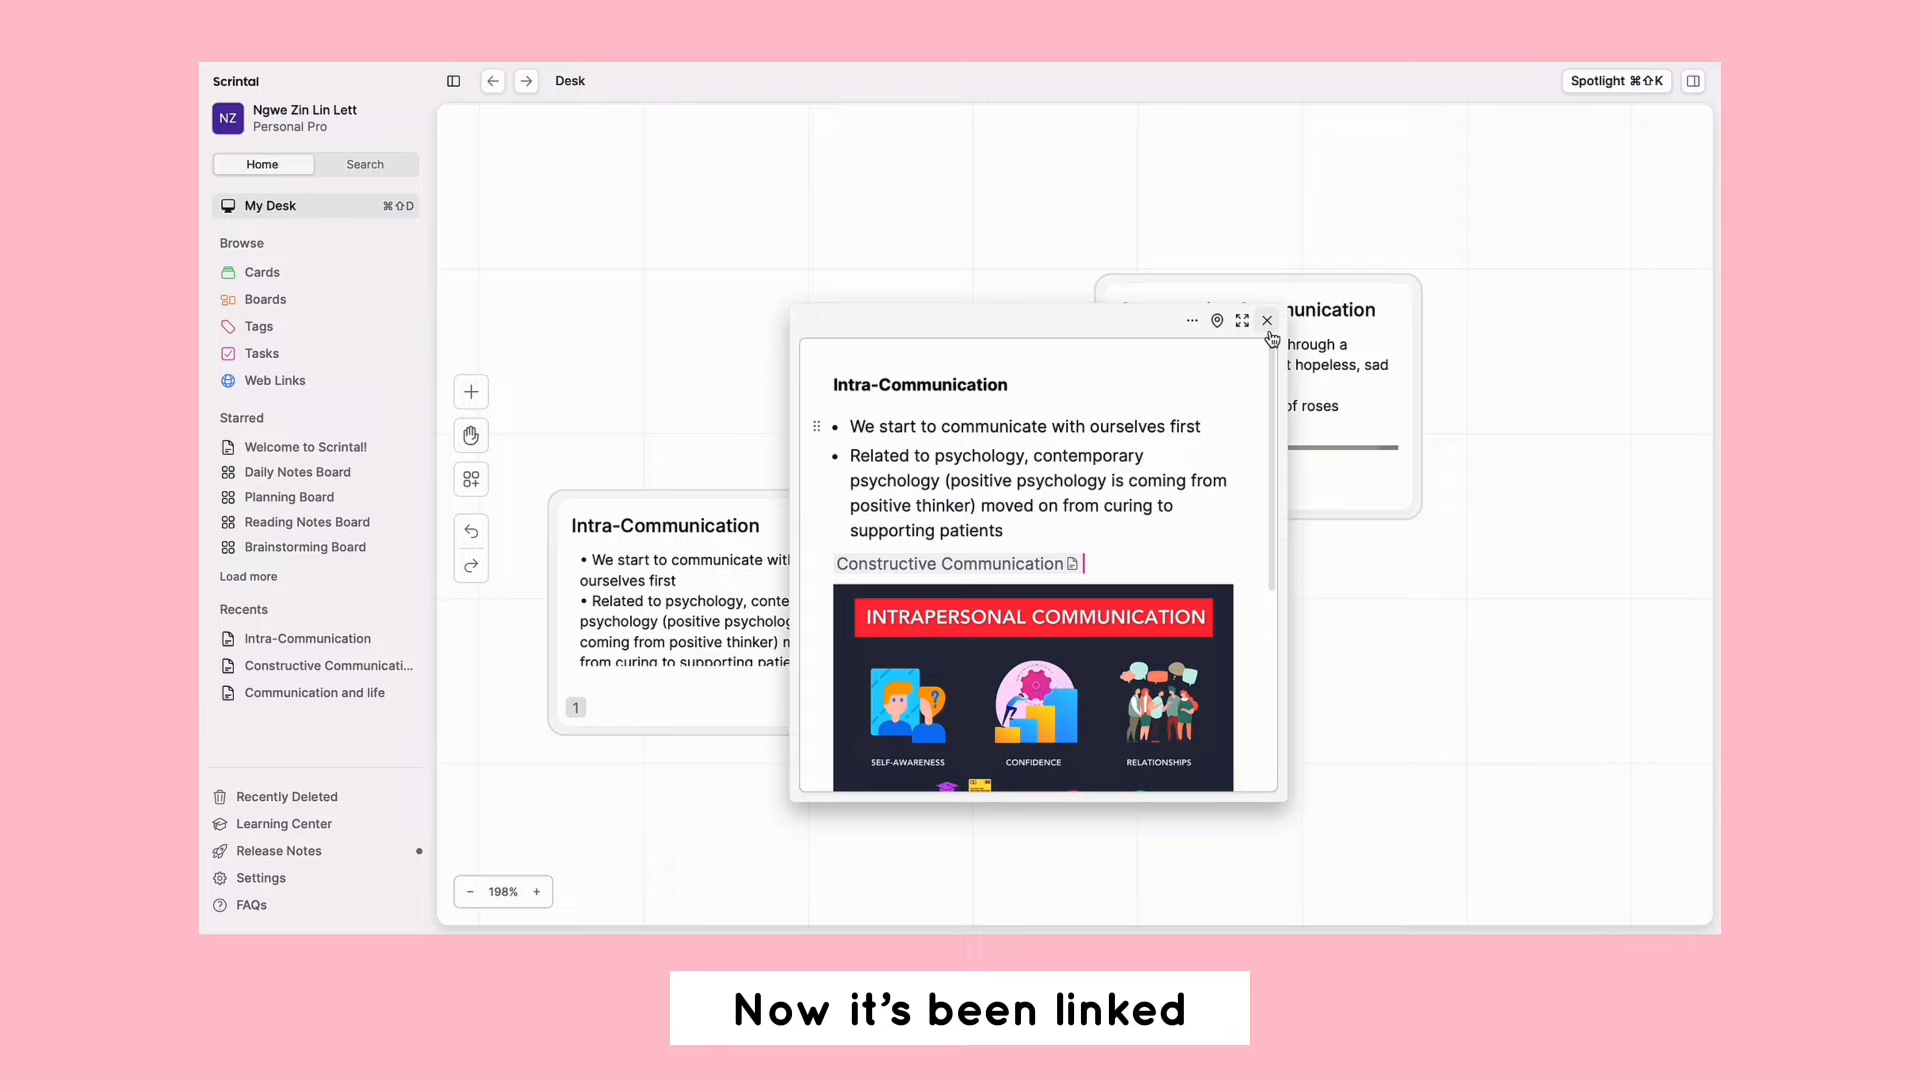 Scrintal
NZ
Ngwe Zin Lin Lett
Personal Pro
Home
Search
My Desk
⌘⇧D
Browse
Cards
Boards
Tags
Tasks
Web Links
Starred
Welcome to Scrintal!
Daily Notes Board
Planning Board
Reading Notes Board
Brainstorming Board
Load more
Recents
Intra-Communication
Constructive Communicati...
Communication and life
Recently Deleted
Learning Center
Release Notes
Settings
FAQs
Desk
Spotlight ⌘⇧K
Intra-Communication
• We start to communicate wit
ourselves first
• Related to psychology, conte
psychology (positive psycholog
coming from positive thinker) m
from curing to supporting patie
1
Intra-Communication
• We start to communicate with ourselves first
• Related to psychology, contemporary
psychology (positive psychology is coming from
positive thinker) moved on from curing to
supporting patients
Constructive Communication
INTRAPERSONAL COMMUNICATION
SELF-AWARENESS
CONFIDENCE
RELATIONSHIPS
unication
hrough a
t hopeless, sad
of roses
198%
Now it's been linked